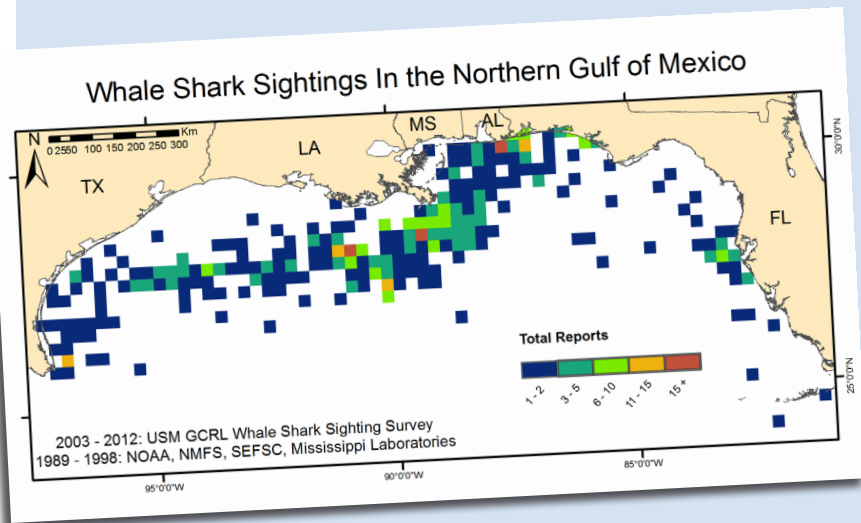 Whale Shark Sightings In the Northern Gulf of Mexico
N
Km
0 2550 100 150 200 250 300
TX
LA
MS
AL
FL
30°0'0"N
25°0'0"N
Total Reports
1 - 2
3 - 5
6 - 10
11 - 15
15 +
2003 - 2012: USM GCRL Whale Shark Sighting Survey
1989 - 1998: NOAA, NMFS, SEFSC, Mississippi Laboratories
95°0'0"W
90°0'0"W
85°0'0"W